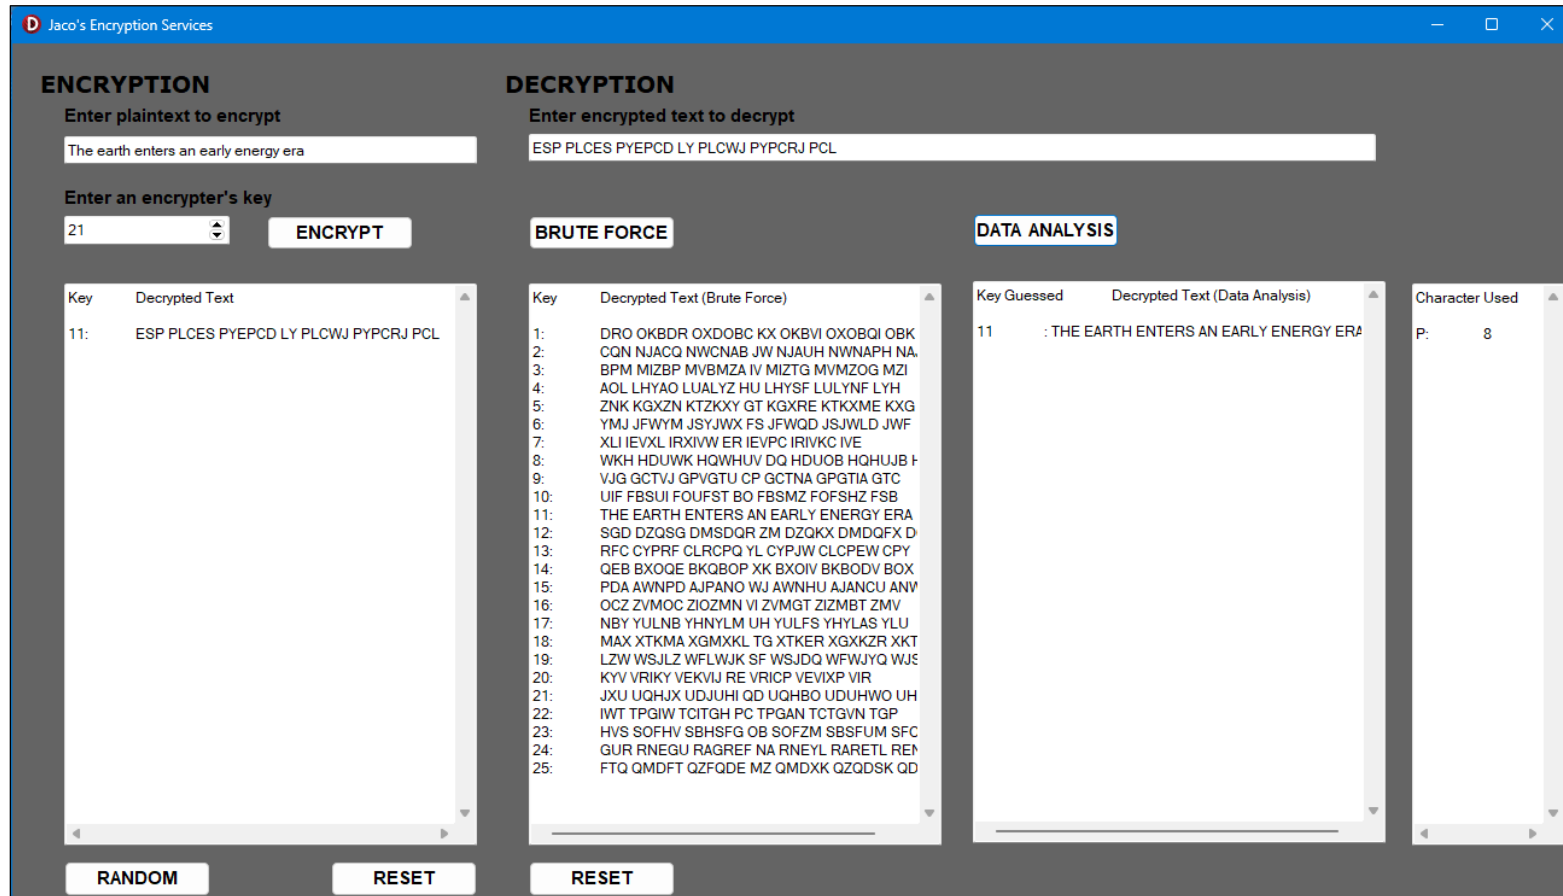 D Jaco's Encryption Services
ENCRYPTION
Enter plaintext to encrypt
The earth enters an early energy era
Enter an encrypter's key
21
ENCRYPT
Key Decrypted Text
11: ESP PLCES PYEPCD LY PLCWJ PYPCRJ PCL
RANDOM
RESET
DECRYPTION
Enter encrypted text to decrypt
ESP PLCES PYEPCD LY PLCWJ PYPCRJ PCL
BRUTE FORCE
Key Decrypted Text (Brute Force)
1: DRO OKBDR OXDOBC KX OKBVI OXOBQI OBK
2: CQN NJACQ NWCNAB JW NJAUH NWNAPH NA
3: BPM MIZBP MVBMZA IV MIZTG MVMZOG MZI
4: AOL LHYAO LUALYZ HU LHYSF LULYNF LYH
5: ZNK KGXZN KTZKXY GT KGXRE KTKXME KXG
6: YMJ JFWYM JSYJWX FS JFWQD JSJWLD JWF
7: XLI IEVXL IRXIVW ER IEVPC IRIVKC IVE
8: WKH HDUWK HQWHUV DQ HDUOB HQHUJB H
9: VJG GCTVJ GPVGTU CP GCTNA GPGTIA GTC
10: UIF FBSUI FOUFST BO FBSMZ FOFSHZ FSB
11: THE EARTH ENTERS AN EARLY ENERGY ERA
12: SGD DZQSG DMSDQR ZM DZQKX DMDQFX D
13: RFC CYPRF CLRCPQ YL CYPJW CLCPEW CPY
14: QEB BXOQE BKQBOP XK BXOIV BKBODV BOX
15: PDA AWNPD AJPANO WJ AWNHU AJANCU ANW
16: OCZ ZVMOC ZIOZMN VI ZVMGT ZIZMBT ZMV
17: NBY YULNB YHNYLM UH YULFS YHYLAS YLU
18: MAX XTKMA XGMXKL TG XTKER XGXKZR XKT
19: LZW WSJLZ WFLWJK SF WSJDQ WFWJYQ WJS
20: KYV VRIKY VEKVIJ RE VRICP VEVIXP VIR
21: JXU UQHJX UDJUHI QD UQHBO UDUHWO UH
22: IWT TPGIW TCITGH PC TPGAN TCTGVN TGP
23: HVS SOFHV SBHSFG OB SOFZM SBSFUM SFO
24: GUR RNEGU RAGREF NA RNEYL RARETL REN
25: FTQ QMDFT QZFQDE MZ QMDXK QZQDSK QD
RESET
DATA ANALYSIS
Key Guessed Decrypted Text (Data Analysis)
11 : THE EARTH ENTERS AN EARLY ENERGY ERA
Character Used
P: 8